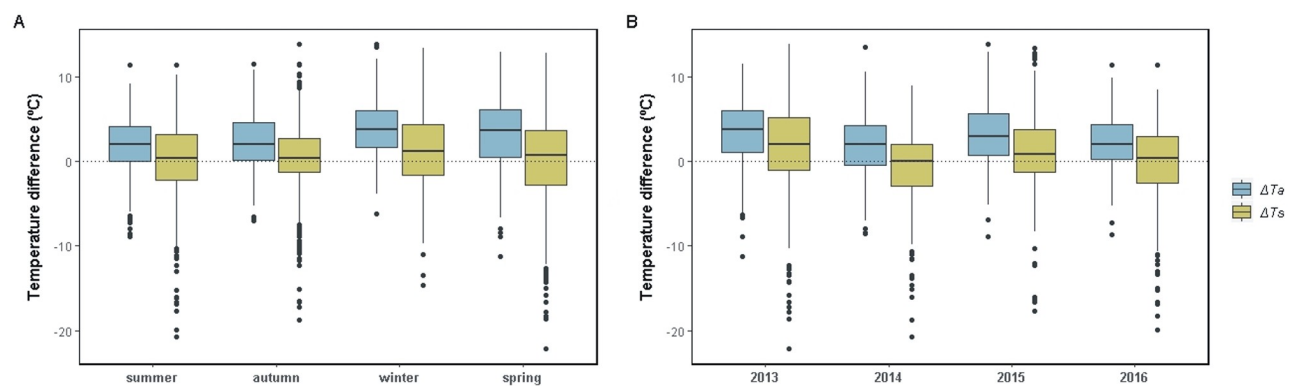 A
B
Temperature difference (ºC)
10
0
-10
-20
summer autumn winter spring
Temperature difference (ºC)
10
0
-10
-20
2013 2014 2015 2016
ΔTa
ΔTs